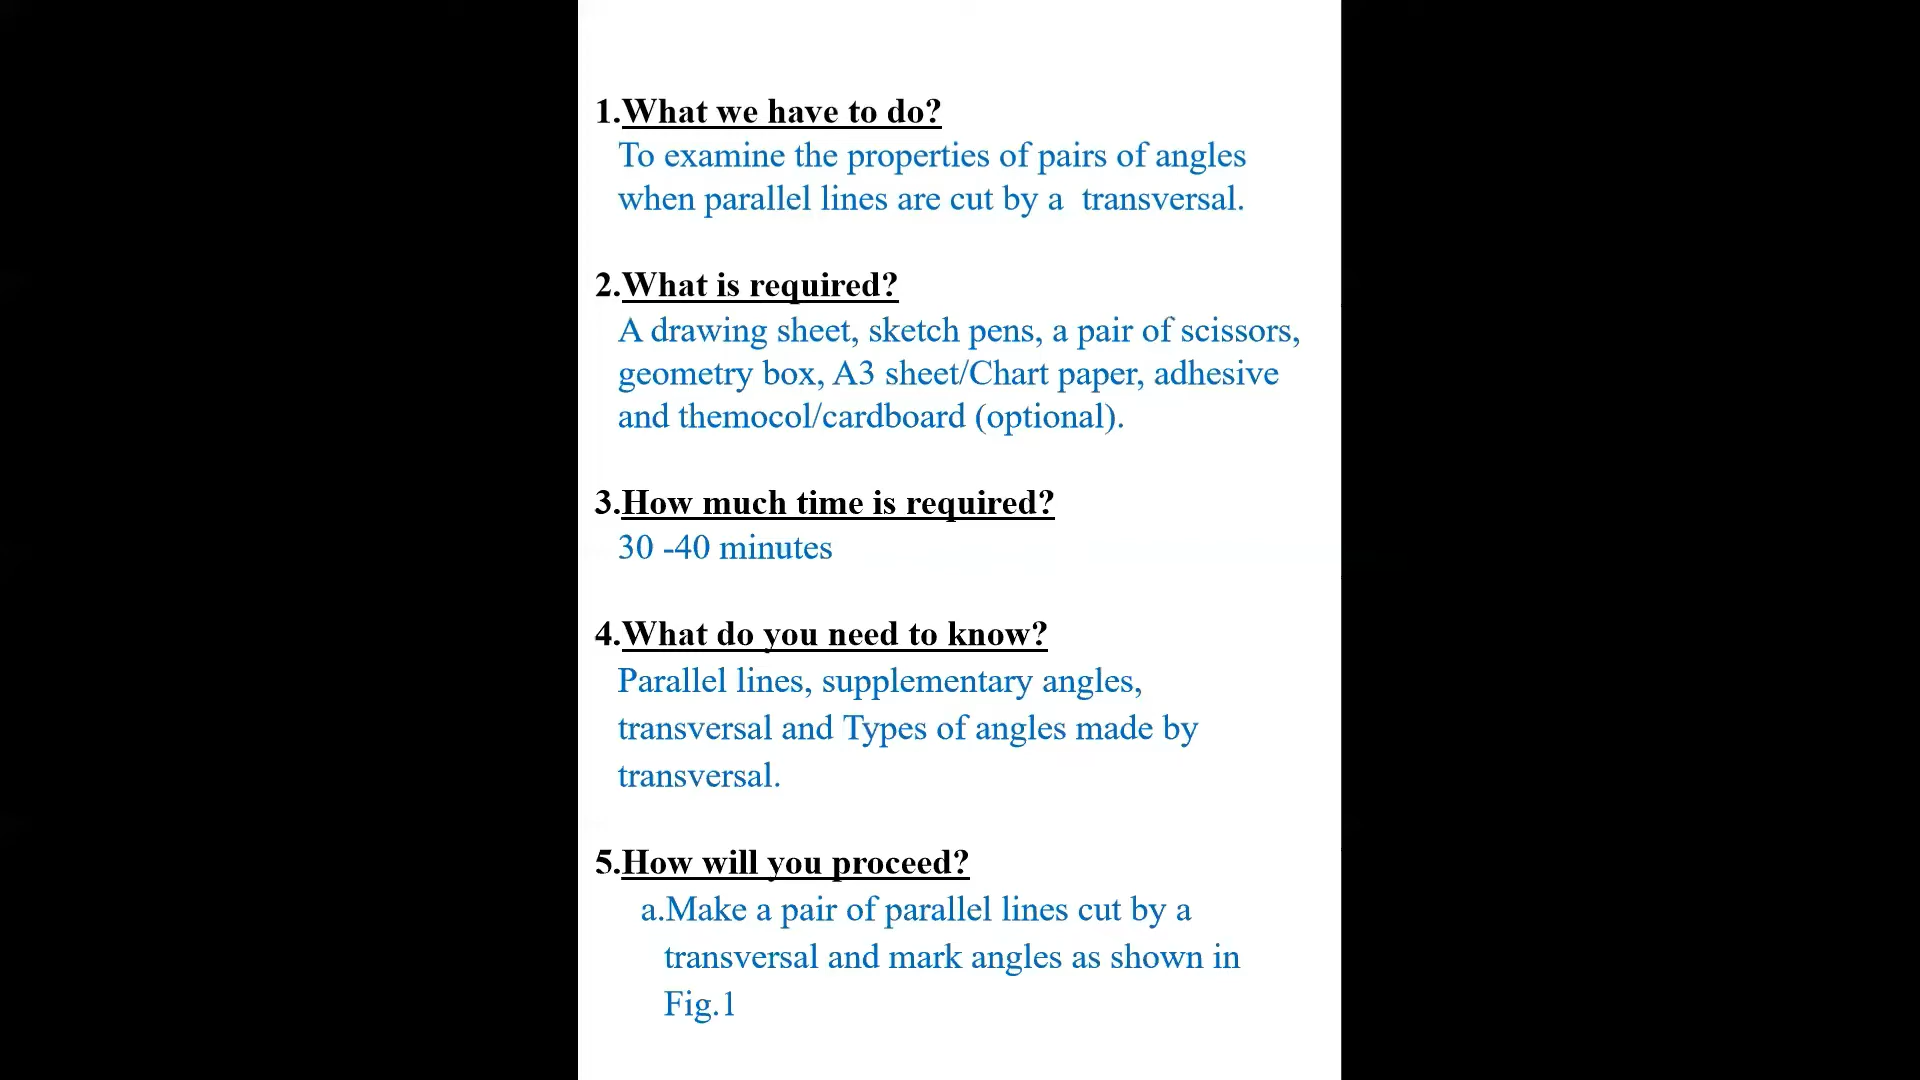 1.What we have to do?
To examine the properties of pairs of angles
when parallel lines are cut by a transversal.
2.What is required?
A drawing sheet, sketch pens, a pair of scissors,
geometry box, A3 sheet/Chart paper, adhesive
and themocol/cardboard (optional).
3.How much time is required?
30 -40 minutes
4.What do you need to know?
Parallel lines, supplementary angles,
transversal and Types of angles made by
transversal.
5.How will you proceed?
a.Make a pair of parallel lines cut by a
transversal and mark angles as shown in
Fig.1